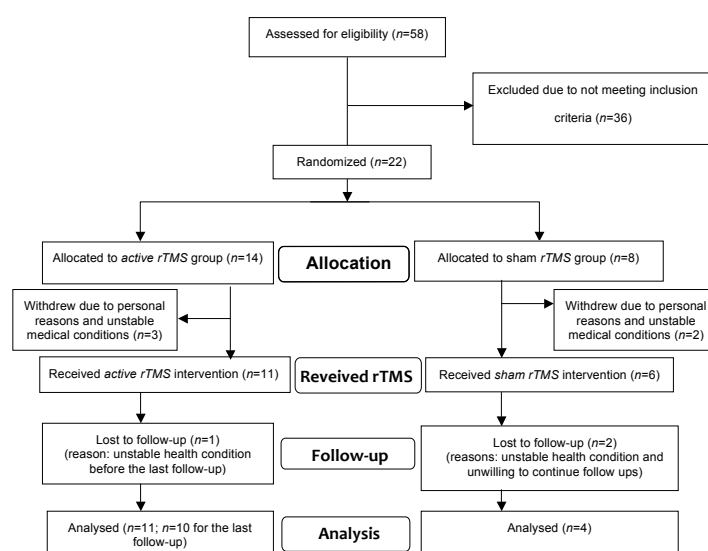 Assessed for eligibility (n=58)
Excluded due to not meeting inclusion
criteria (n=36)
Randomized (n=22)
Allocated to active rTMS group (n=14)
Allocation
Allocated to sham rTMS group (n=8)
Withdrew due to personal
reasons and unstable
medical conditions (n=3)
Withdrew due to personal
reasons and unstable
medical conditions (n=2)
Received active rTMS intervention (n=11)
Reveived rTMS
Received sham rTMS intervention (n=6)
Lost to follow-up (n=1)
(reason: unstable health condition
before the last follow-up)
Follow-up
Lost to follow-up (n=2)
(reasons: unstable health condition and
unwilling to continue follow ups)
Analysed (n=11; n=10 for the last
follow-up)
Analysis
Analysed (n=4)